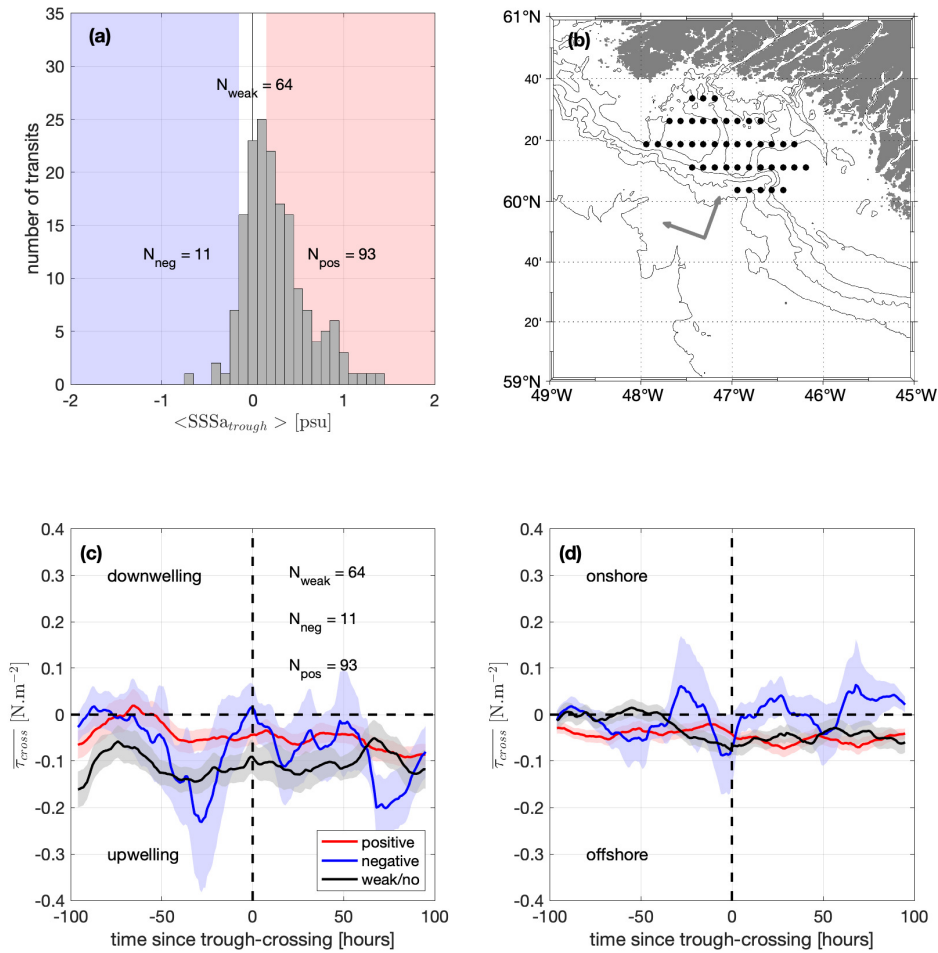 (a)
35
30
25
20
15
10
5
0
number of transits
N_weak = 64
N_neg = 11
N_pos = 93
-2
-1
0
1
2
<SSSa_trough> [psu]
(b)
61°N
40'
20'
60°N
40'
20'
59°N
49°W
48°W
47°W
46°W
45°W
(c)
0.4
0.3
0.2
0.1
0
-0.1
-0.2
-0.3
-0.4
τ_cross [N.m⁻²]
downwelling
N_weak = 64
N_neg = 11
N_pos = 93
upwelling
positive
negative
weak/no
-100
-50
0
50
100
time since trough-crossing [hours]
(d)
0.4
0.3
0.2
0.1
0
-0.1
-0.2
-0.3
-0.4
τ_cross [N.m⁻²]
onshore
offshore
-100
-50
0
50
100
time since trough-crossing [hours]